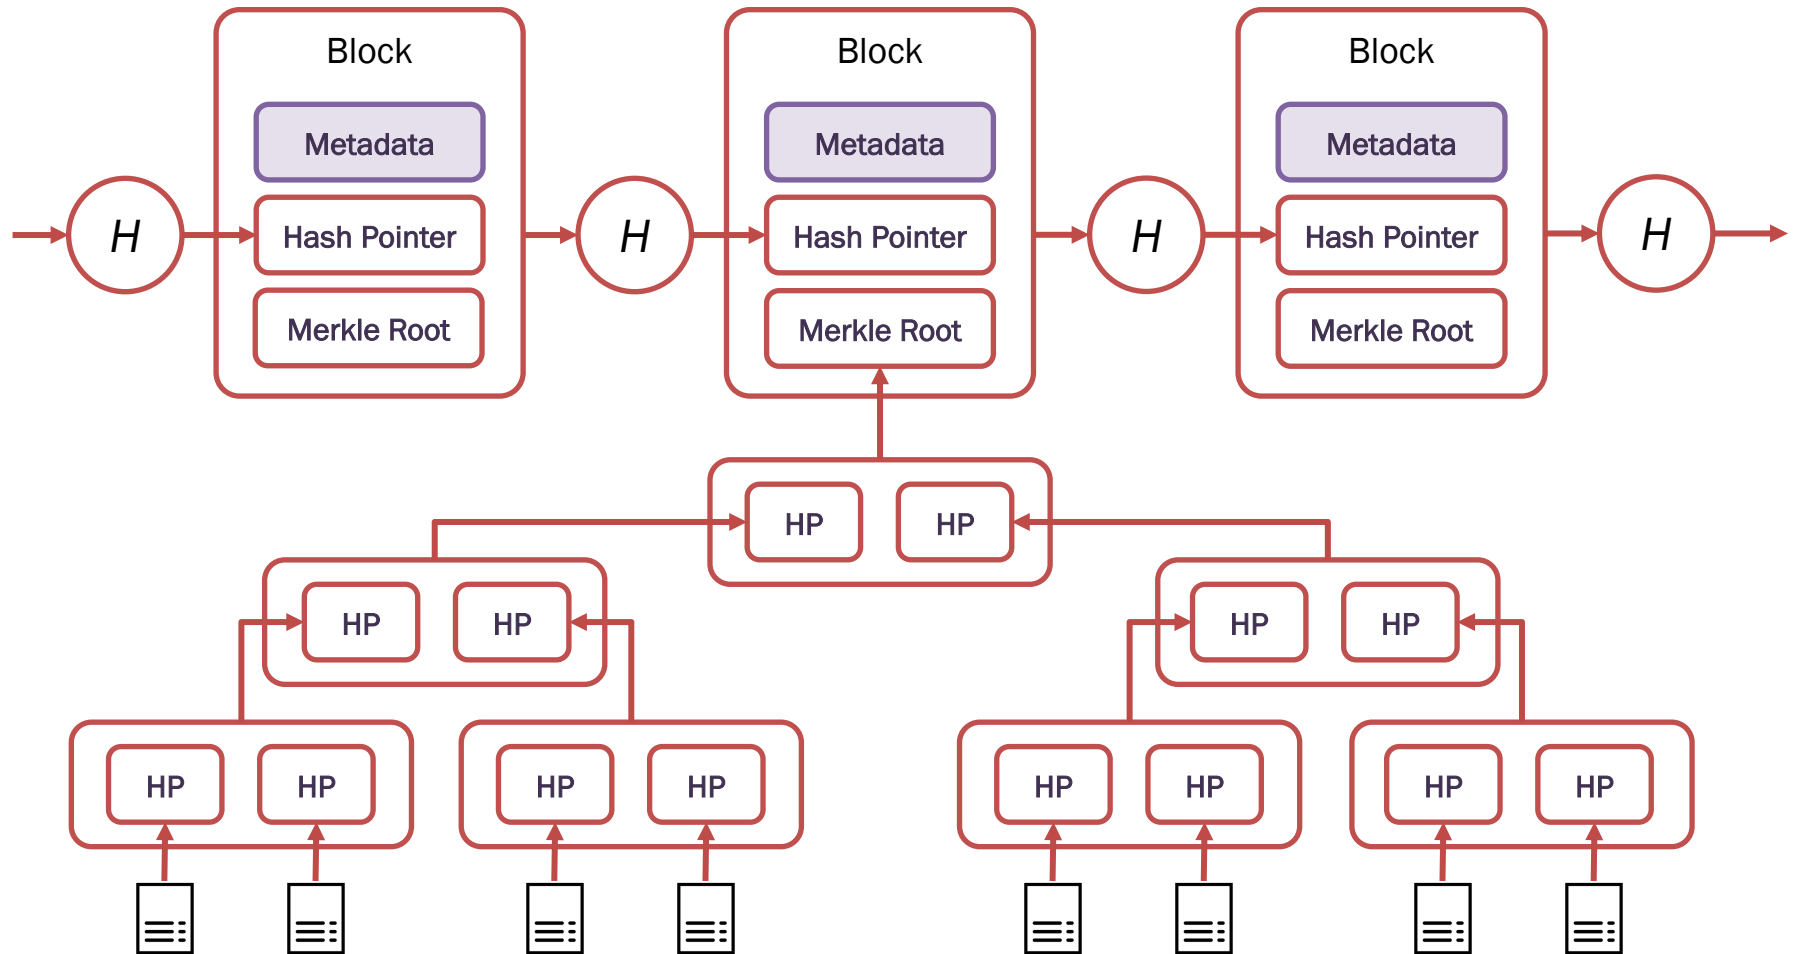 Block
Block
Block
Metadata
Metadata
Metadata
H
Hash Pointer
H
Hash Pointer
H
Hash Pointer
H
Merkle Root
Merkle Root
Merkle Root
HP
HP
HP
HP
HP
HP
HP
HP
HP
HP
HP
HP
HP
HP